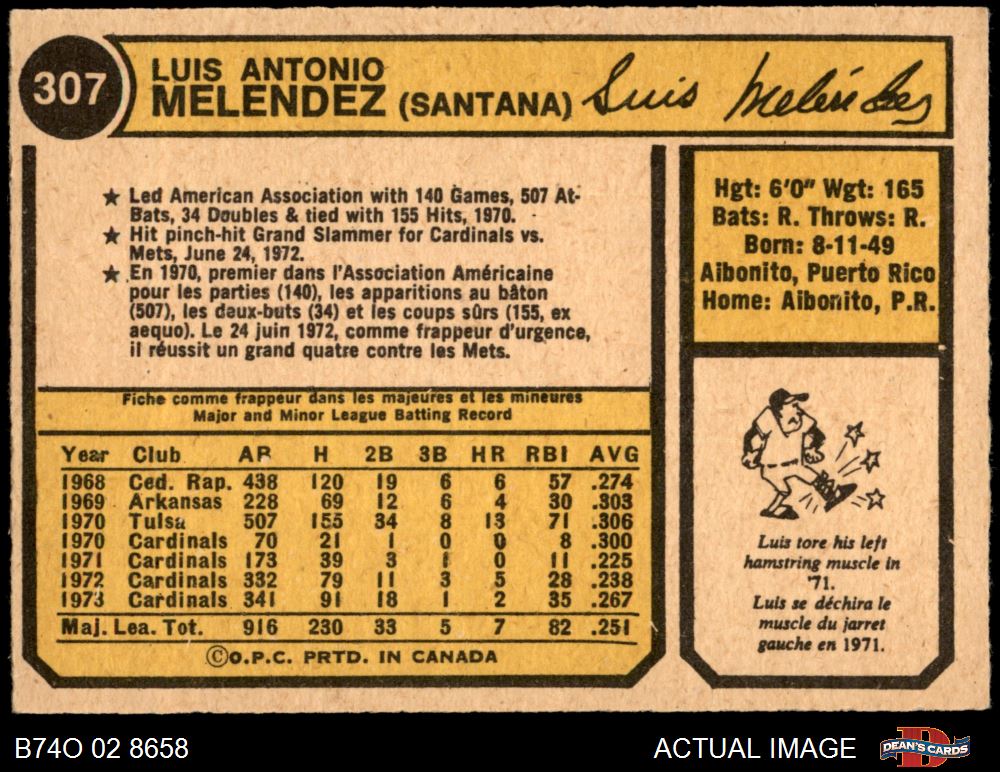 307
LUIS ANTONIO
MELENDEZ (SANTANA)
Luis Meléndez
★ Led American Association with 140 Games, 507 At-
Bats, 34 Doubles & tied with 155 Hits, 1970.
★ Hit pinch-hit Grand Slammer for Cardinals vs.
Mets, June 24, 1972.
★ En 1970, premier dans l'Association Américaine
pour les parties (140), les apparitions au bâton
(507), les deux-buts (34) et les coups sûrs (155, ex
aequo). Le 24 juin 1972, comme frappeur d'urgence,
il réussit un grand quatre contre les Mets.
Hgt: 6'0" Wgt: 165
Bats: R. Throws: R.
Born: 8-11-49
Aibonito, Puerto Rico
Home: Aibonito, P.R.
Fiche comme frappeur dans les majeures et les mineures
Major and Minor League Batting Record
Year Club AB H 2B 3B HR RBI AVG
1968 Ced. Rap. 438 120 19 6 6 57 .274
1969 Arkansas 228 69 12 6 4 30 .303
1970 Tulsa 507 155 34 8 13 71 .306
1970 Cardinals 70 21 1 0 0 8 .300
1971 Cardinals 173 39 3 1 0 11 .225
1972 Cardinals 332 79 11 3 5 28 .238
1973 Cardinals 341 91 18 1 2 35 .267
Maj. Lea. Tot. 916 230 33 5 7 82 .251
©O.P.C. PRTD. IN CANADA
Luis tore his left
hamstring muscle in
'71.
Luis se déchira le
muscle du jarret
gauche en 1971.
B74O 02 8658
ACTUAL IMAGE
D
DEAN'S CARDS